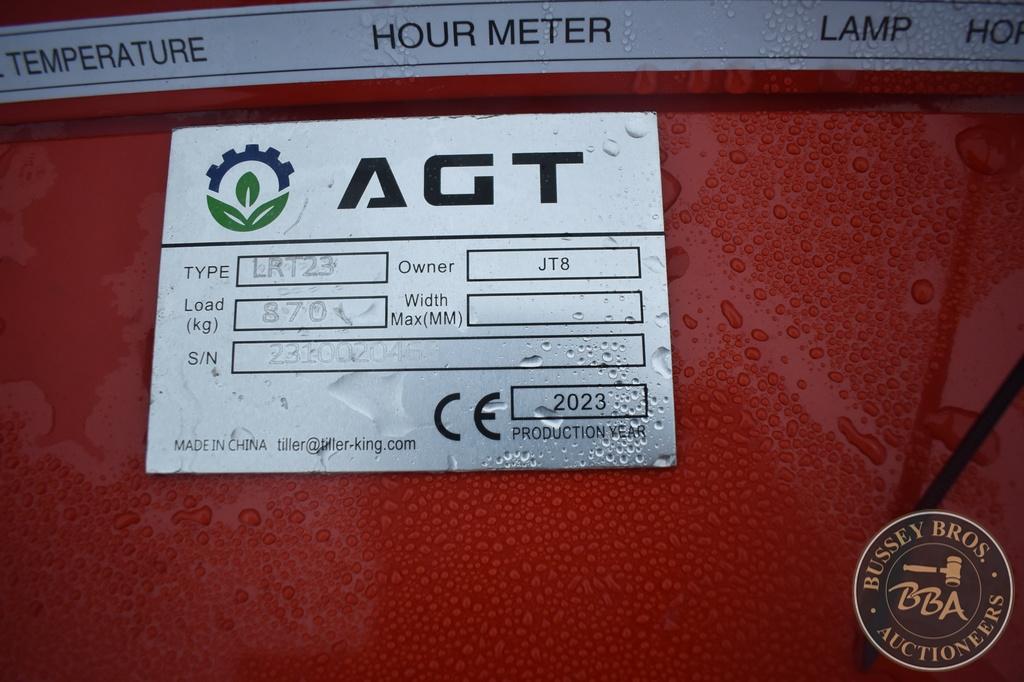 TEMPERATURE HOUR METER LAMP
AGT
TYPE LRT23 Owner JT8
Load (kg) 870 Width Max(MM)
S/N 231002046
CE 2023
PRODUCTION YEAR
MADE IN CHINA tiller@tiller-king.com
BUSSEY BROS.
BBA
AUCTIONEERS